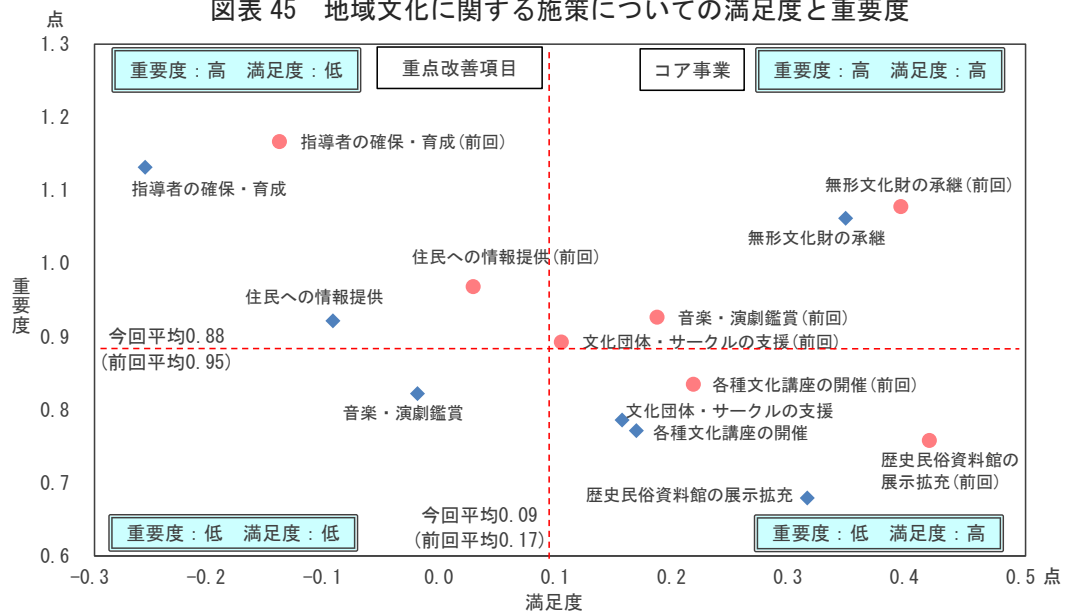 図表 45 地域文化に関する施策についての満足度と重要度
点
1.3
重要度：高 満足度：低
重点改善項目
コア事業
重要度：高 満足度：高
1.2
指導者の確保・育成(前回)
指導者の確保・育成
1.1
無形文化財の承継(前回)
無形文化財の承継
1.0
住民への情報提供(前回)
住民への情報提供
重要度
0.9
音楽・演劇鑑賞(前回)
今回平均0.88
文化団体・サークルの支援(前回)
(前回平均0.95)
各種文化講座の開催(前回)
0.8
音楽・演劇鑑賞
文化団体・サークルの支援
各種文化講座の開催
0.7
歴史民俗資料館の
展示拡充(前回)
歴史民俗資料館の展示拡充
今回平均0.09
(前回平均0.17)
重要度：低 満足度：低
重要度：低 満足度：高
0.6
-0.3 -0.2 -0.1 0.0 0.1 0.2 0.3 0.4 0.5 点
満足度